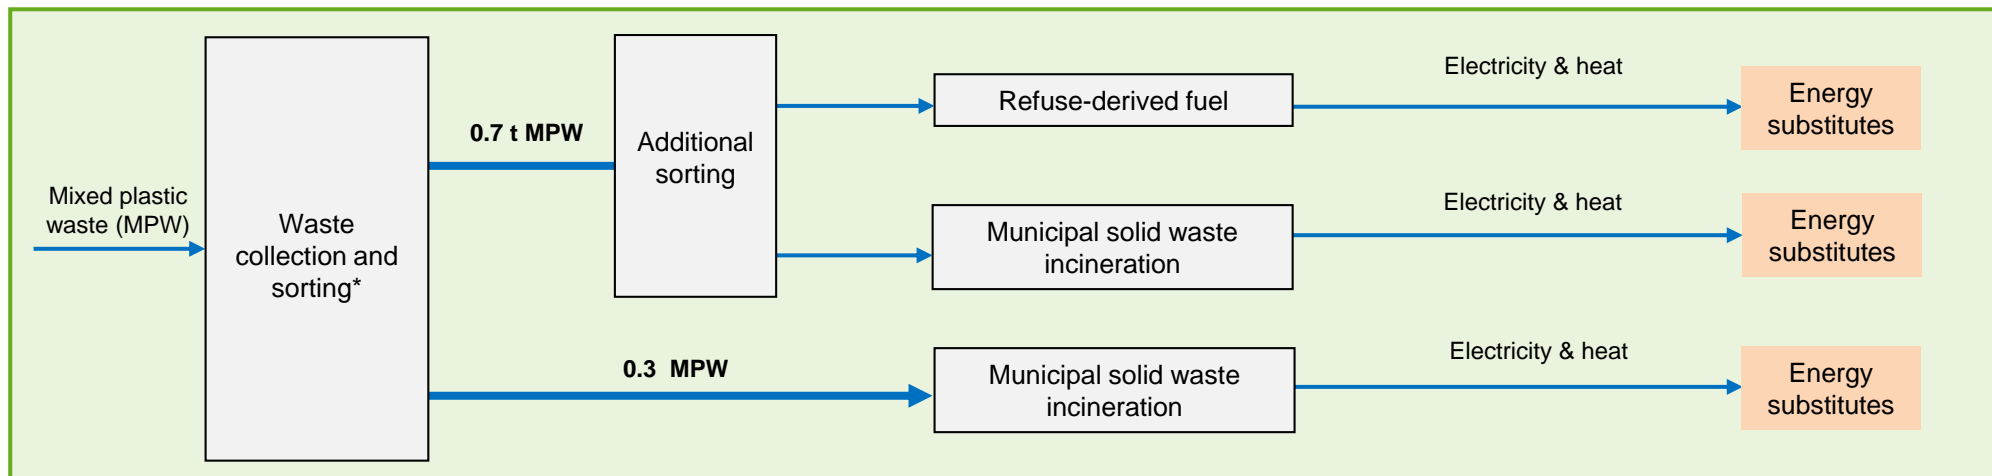 Mixed plastic
waste (MPW)
Waste
collection and
sorting*
0.7 t MPW
Additional
sorting
Refuse-derived fuel
Electricity & heat
Energy
substitutes
Municipal solid waste
incineration
Electricity & heat
Energy
substitutes
0.3 MPW
Municipal solid waste
incineration
Electricity & heat
Energy
substitutes